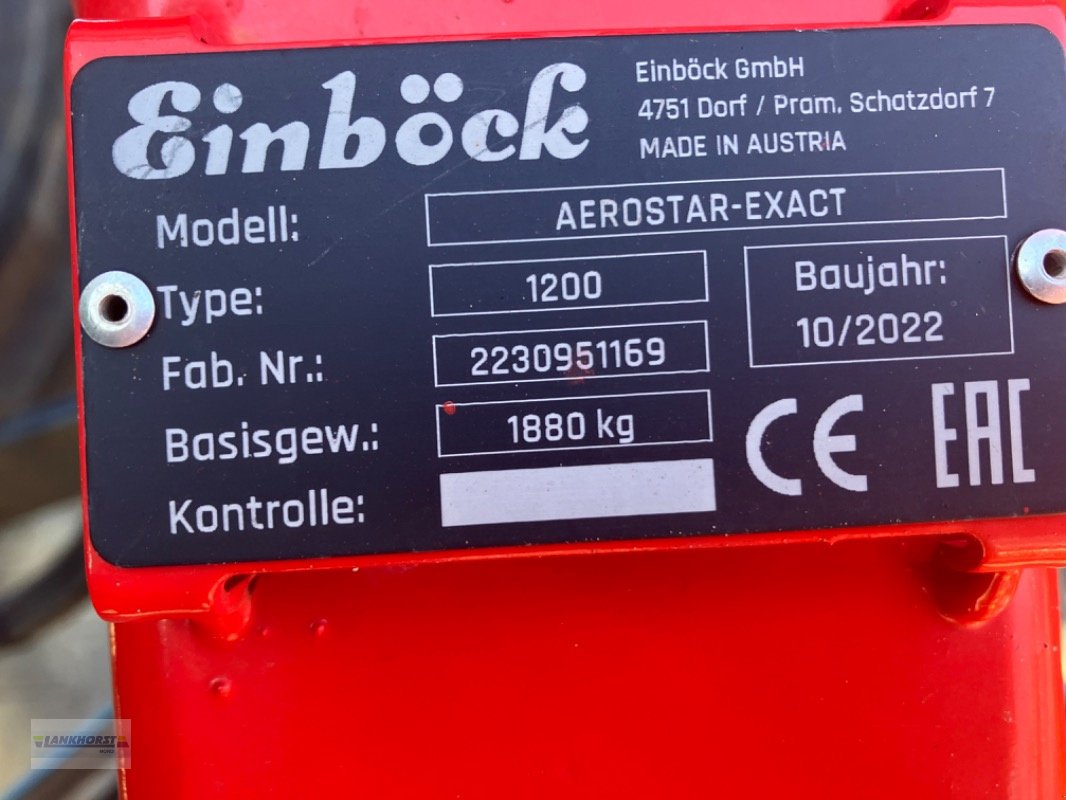 Einböck
Einböck GmbH
4751 Dorf / Pram, Schatzdorf 7
MADE IN AUSTRIA
Modell: AEROSTAR-EXACT
Type: 1200
Baujahr:
10/2022
Fab. Nr.: 2230951169
Basisgew.: 1880 kg
CE EAC
Kontrolle:
LANKHORST